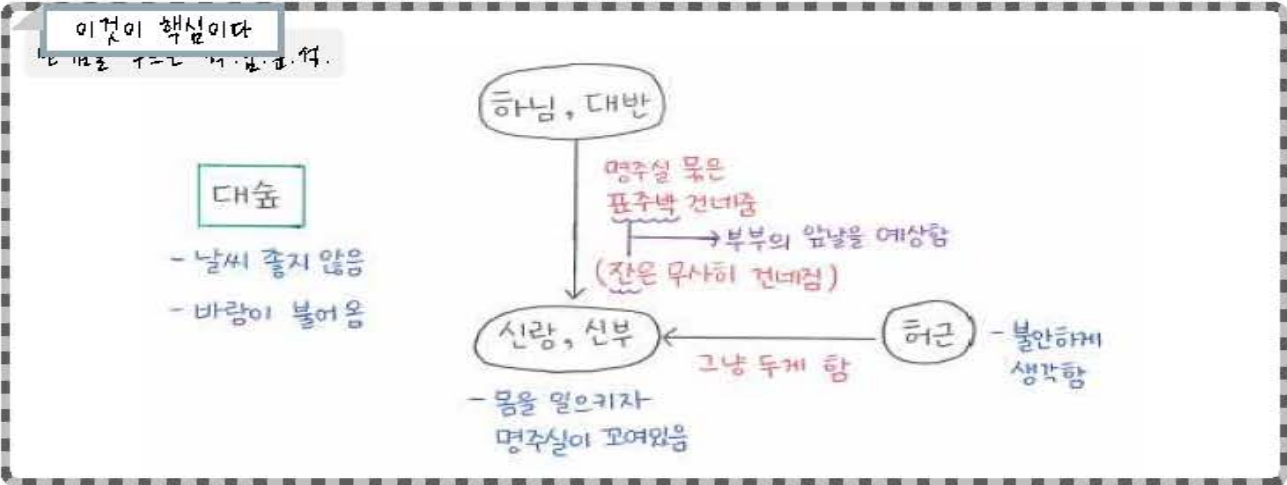 이것이 핵심이다
하님, 대반
명주실 묶은
표주박 건네줌
→ 부부의 앞날을 예상함
(잔은 무사히 건네짐)
대숲
- 날씨 좋지 않음
- 바람이 불어옴
신랑, 신부
허근
- 불안하게
생각함
그냥 두게 함
- 몸을 일으키자
명주실이 꼬여있음